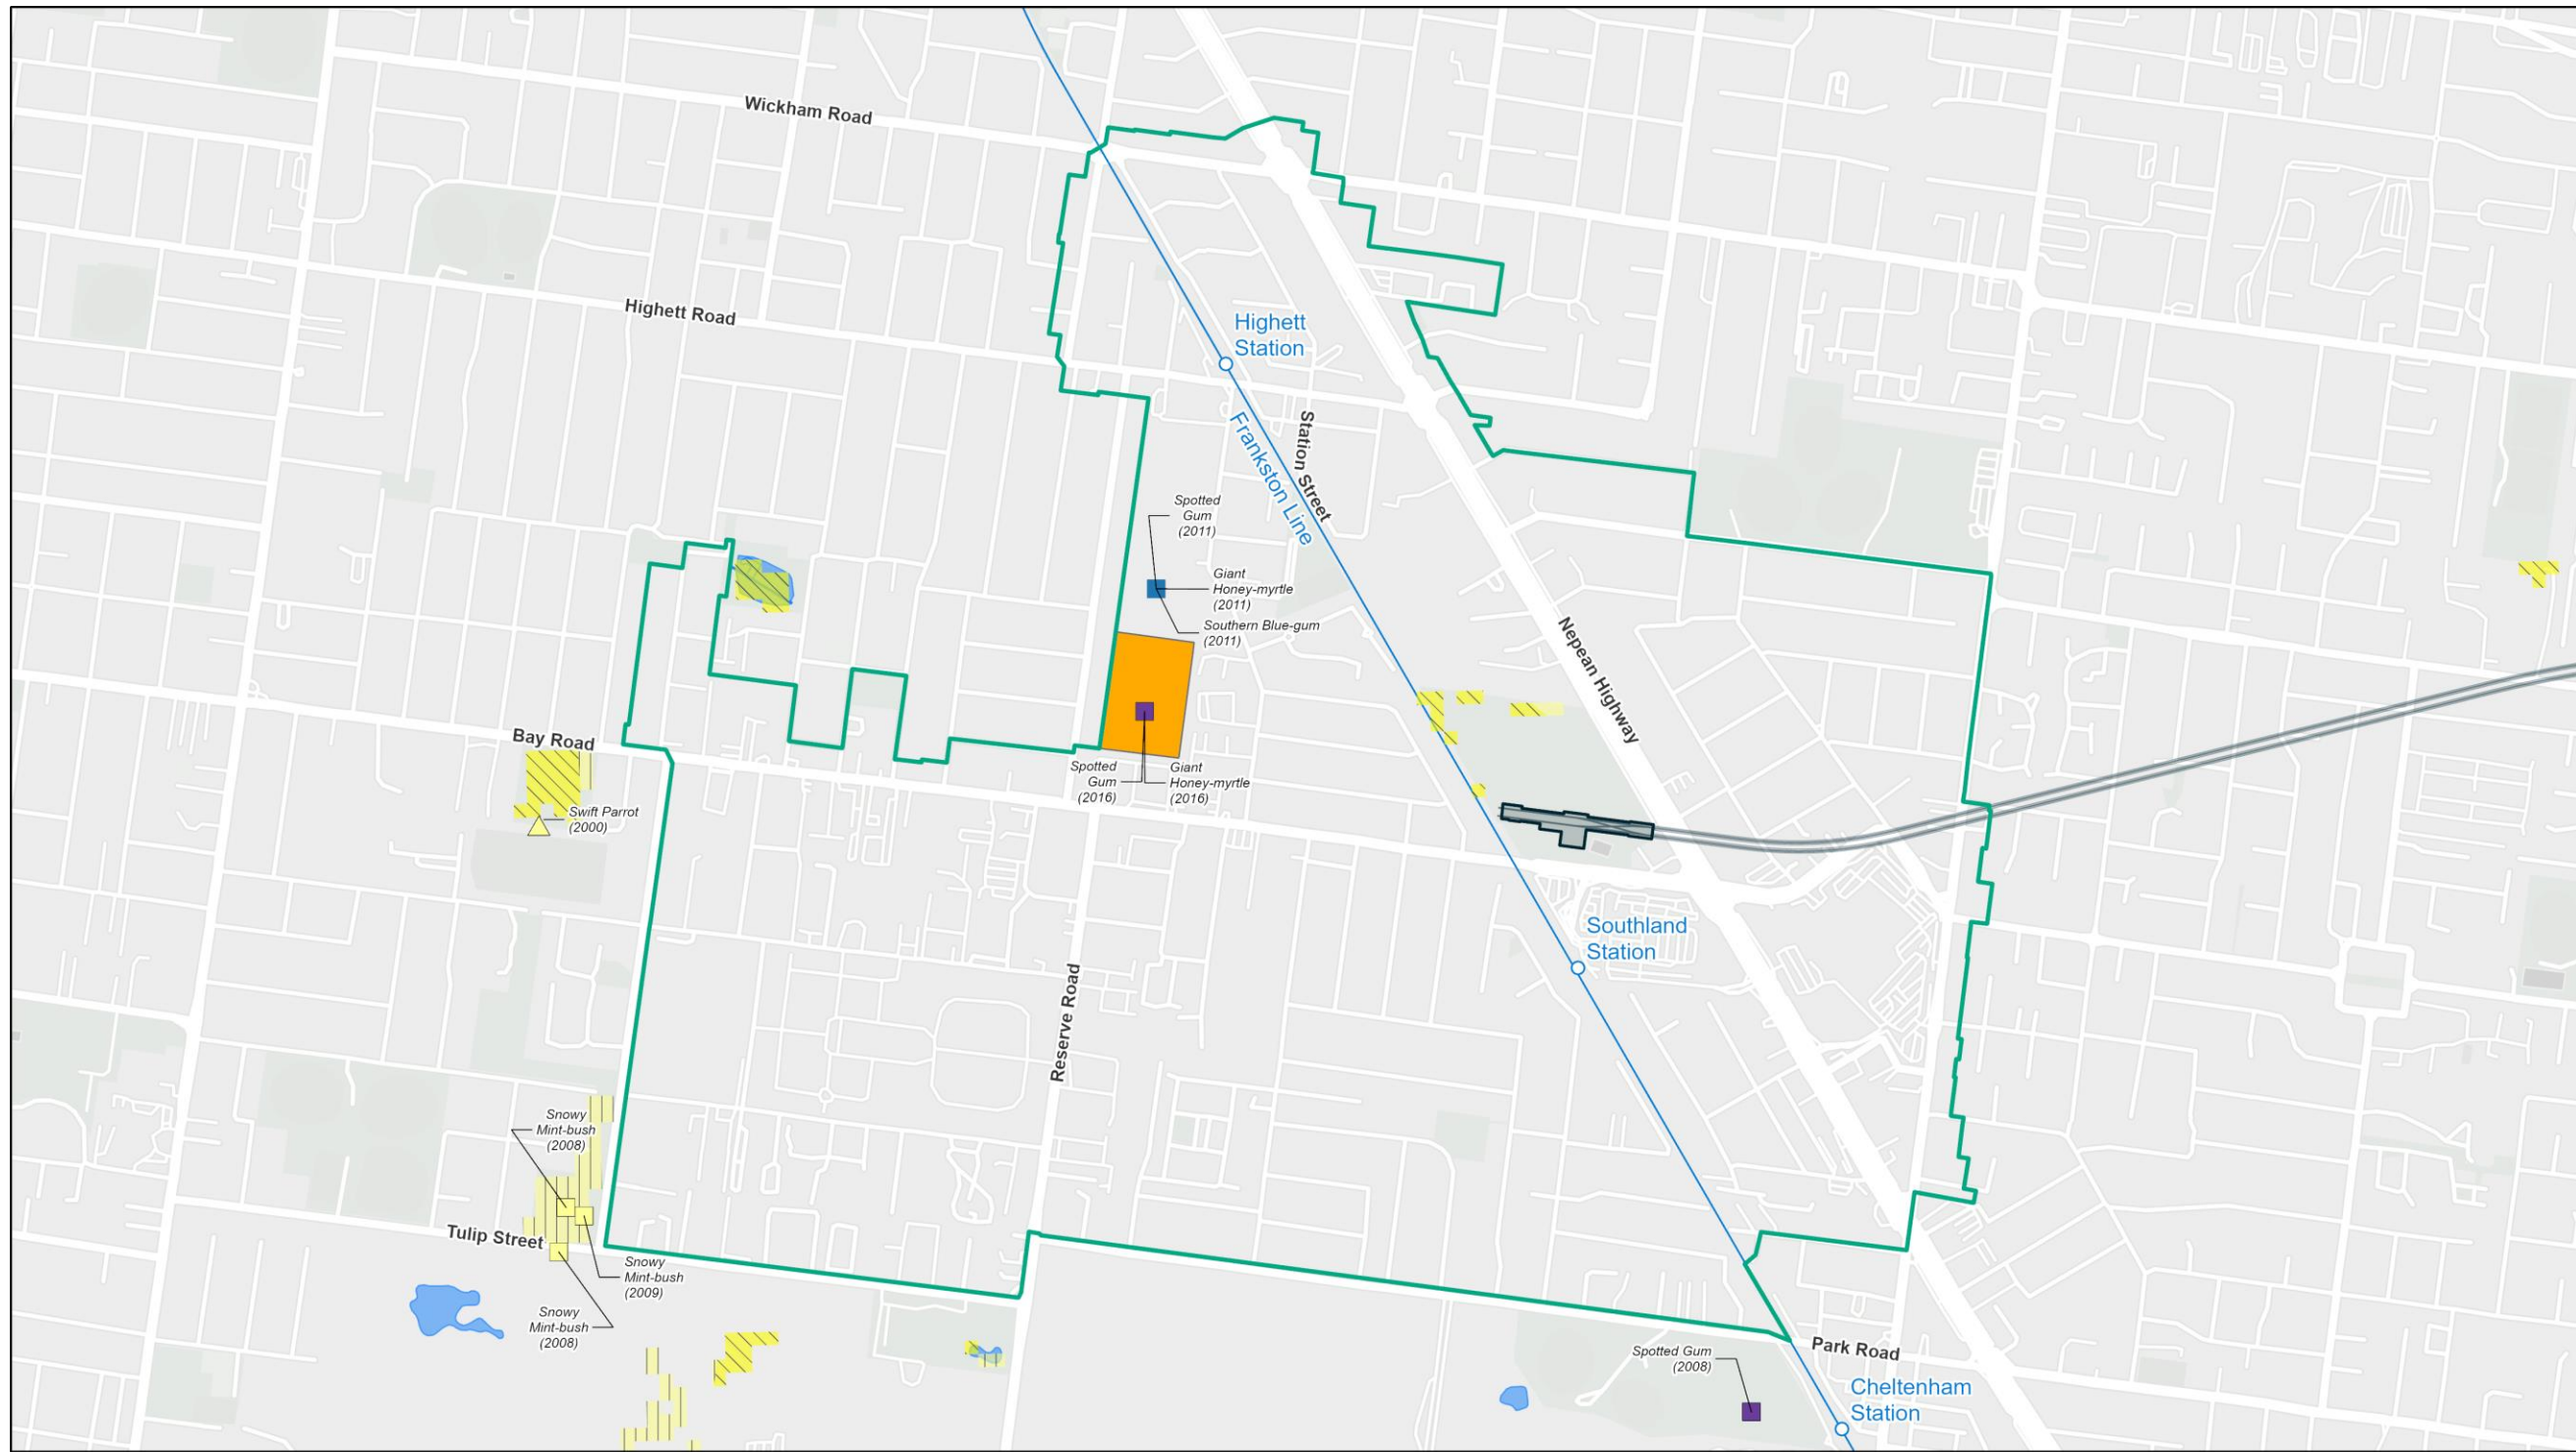 Wickham Road
Highett Road
Highett
Station
Station Street
Frankston Line
Spotted
Gum
(2011)
Giant
Honey-myrtle
(2011)
Southern Blue-gum
(2011)
Nepean Highway
Bay Road
Spotted
Gum
(2016)
Giant
Honey-myrtle
(2016)
Swift Parrot
(2000)
Southland
Station
Reserve Road
Snowy
Mint-bush
(2008)
Tulip Street
Snowy
Mint-bush
(2009)
Snowy
Mint-bush
(2008)
Spotted Gum
(2008)
Park Road
Cheltenham
Station